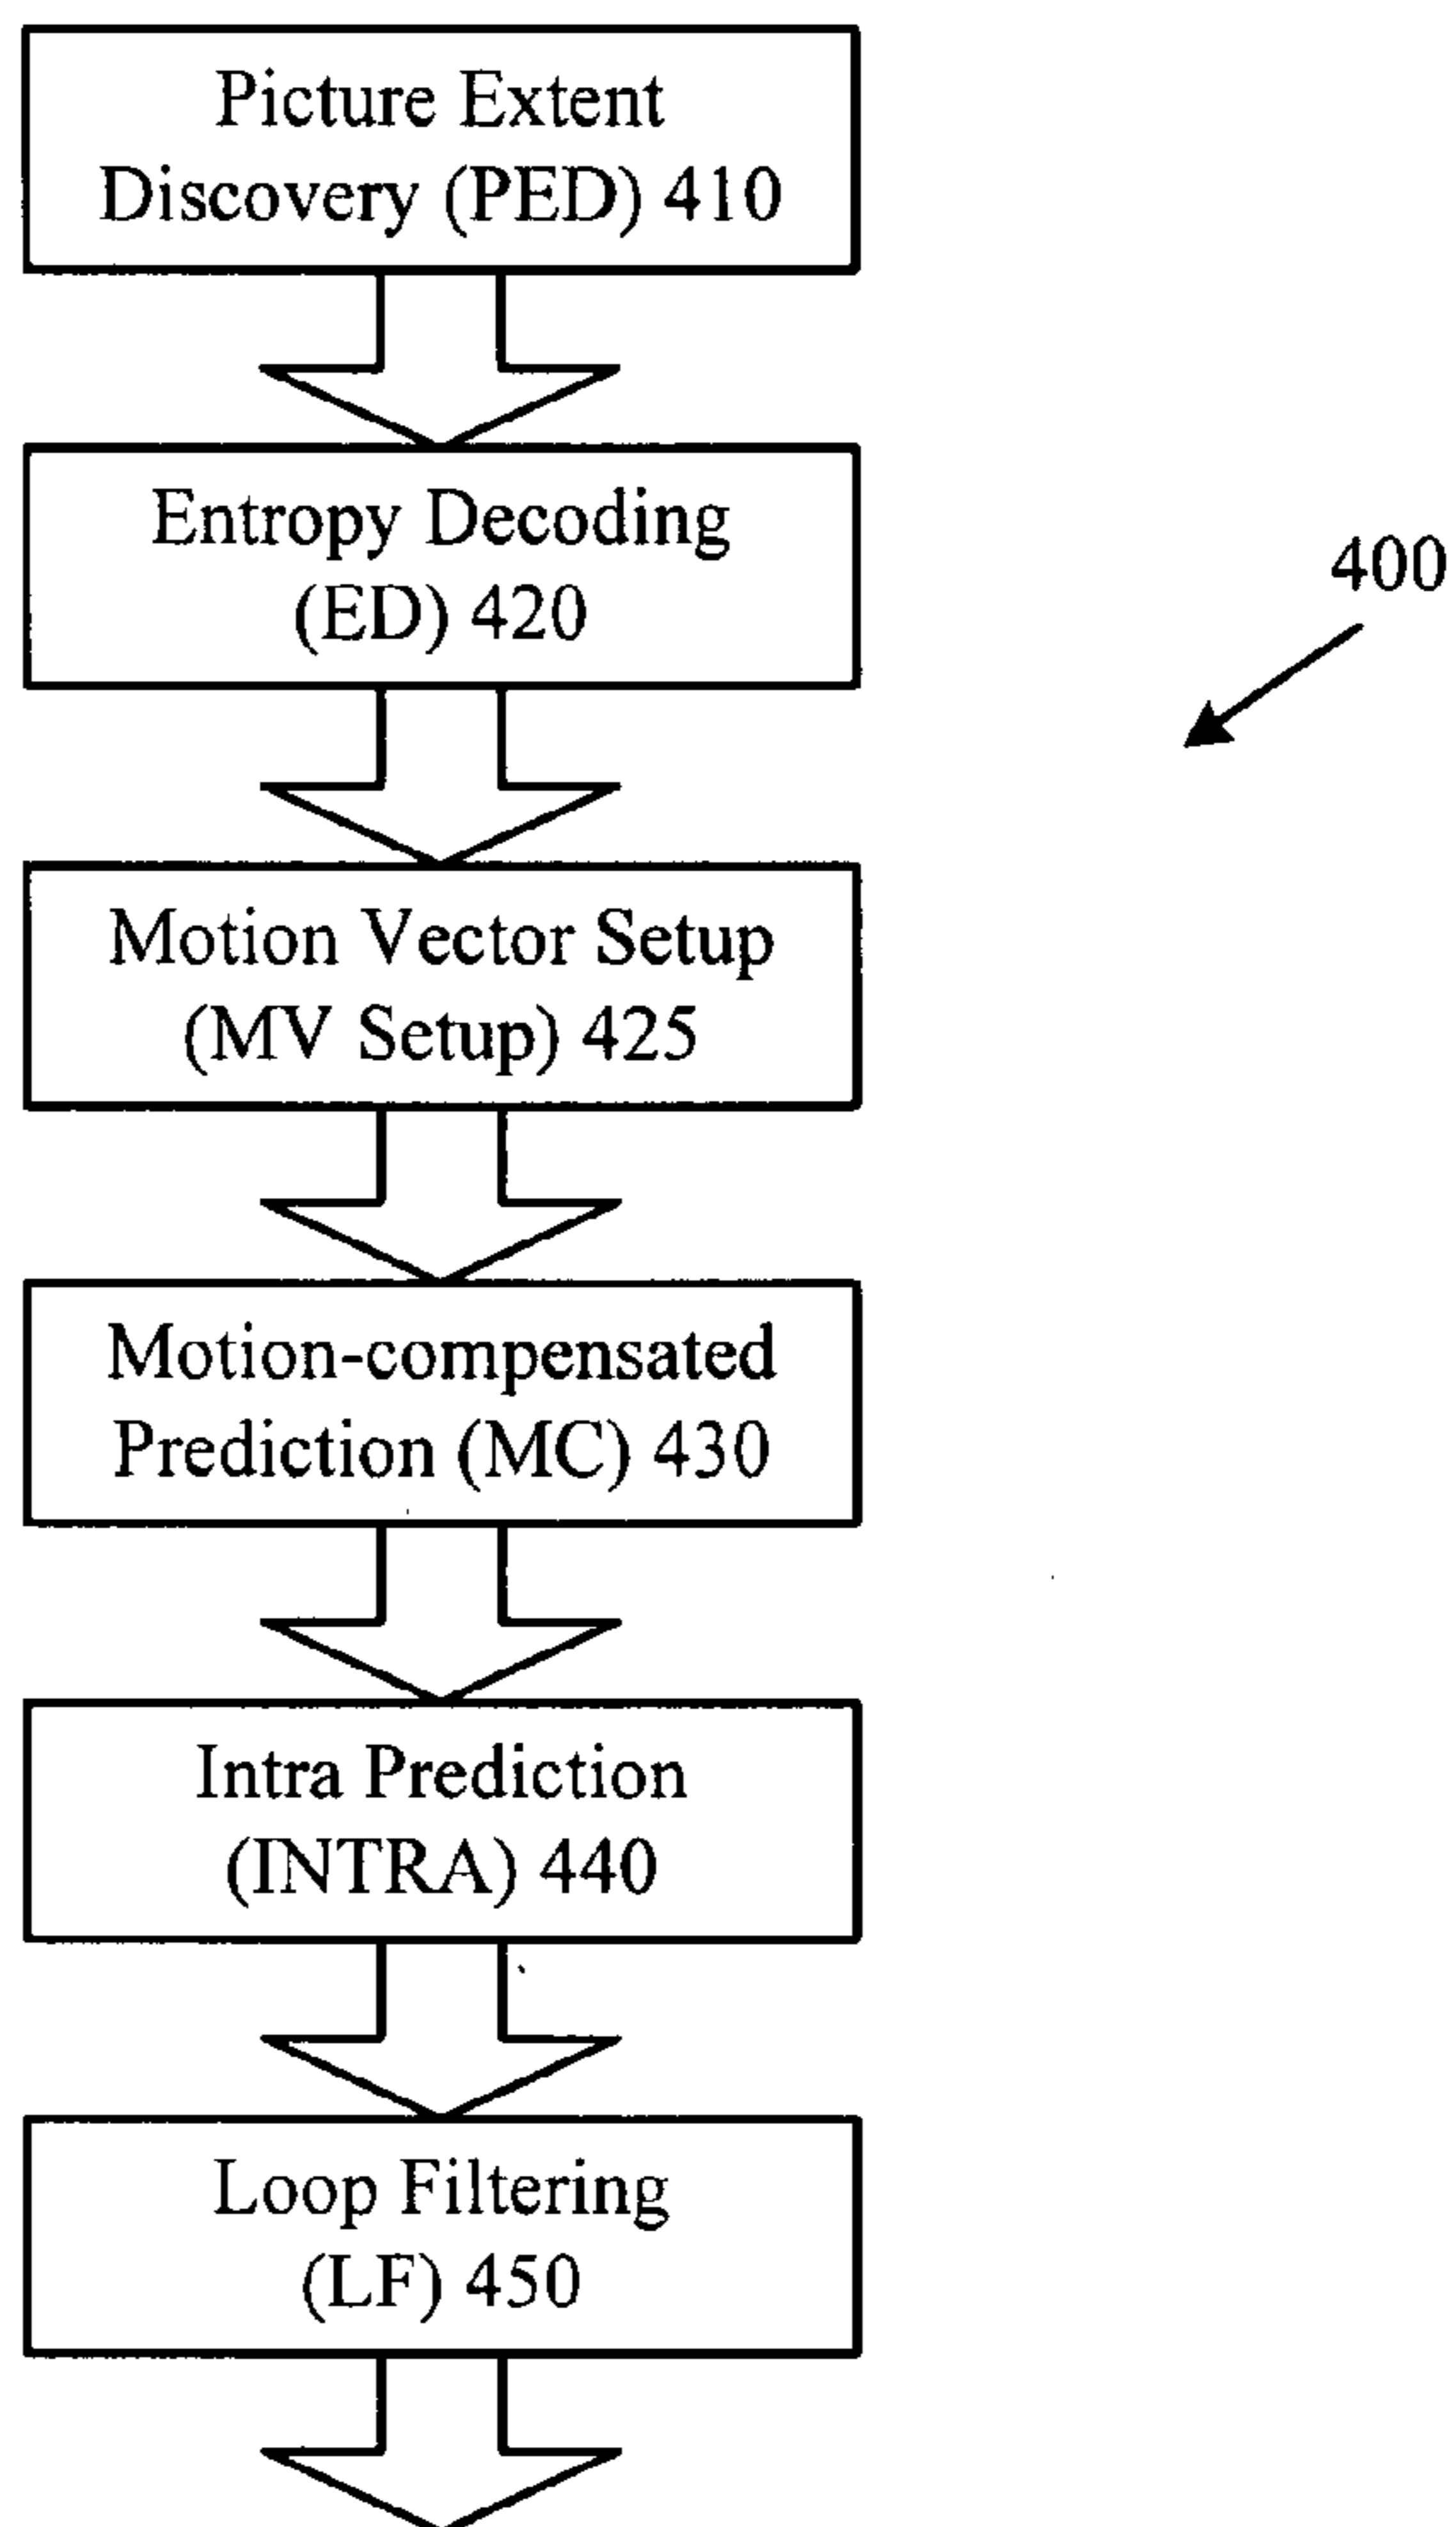 Picture Extent
Discovery (PED) 410
Entropy Decoding
(ED) 420
400
Motion Vector Setup
(MV Setup) 425
Motion-compensated
Prediction (MC) 430
Intra Prediction
(INTRA) 440
Loop Filtering
(LF) 450